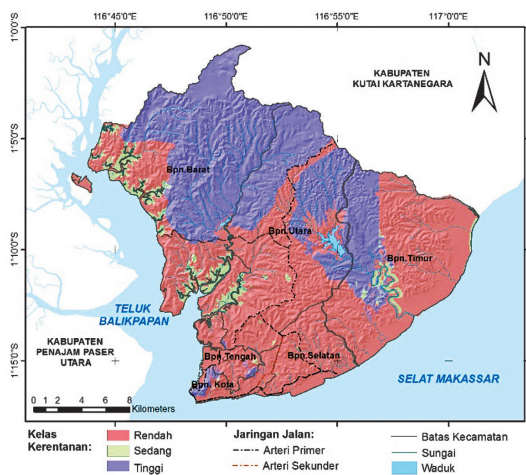 116°45'0"E 116°50'0"E 116°55'0"E 117°0'0"E
1°0'0"S
1°5'0"S
1°10'0"S
1°15'0"S
KABUPATEN
KUTAI KARTANEGARA
N
Bpn.Barat
Bpn.Utara
Bpn.Timur
TELUK
BALIKPAPAN
KABUPATEN
PENAJAM PASER
UTARA
Bpn.Tengah
Bpn.Selatan
Bpn. Kota
SELAT MAKASSAR
0 1 2 4 6 8
Kilometers
Kelas
Kerentanan:
Rendah
Sedang
Tinggi
Jaringan Jalan:
Arteri Primer
Arteri Sekunder
Batas Kecamatan
Sungai
Waduk